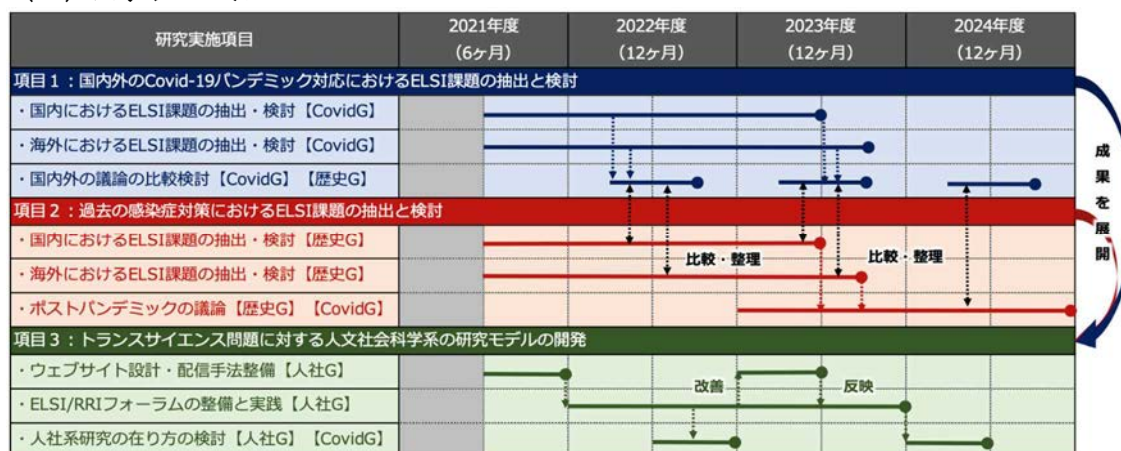 研究実施項目
2021年度
(6ヶ月)
2022年度
(12ヶ月)
2023年度
(12ヶ月)
2024年度
(12ヶ月)
項目1：国内外のCovid-19パンデミック対応におけるELSI課題の抽出と検討
・国内におけるELSI課題の抽出・検討【CovidG】
・海外におけるELSI課題の抽出・検討【CovidG】
・国内外の議論の比較検討【CovidG】【歴史G】
項目2：過去の感染症対策におけるELSI課題の抽出と検討
・国内におけるELSI課題の抽出・検討【歴史G】
比較・整理
比較・整理
・海外におけるELSI課題の抽出・検討【歴史G】
・ポストパンデミックの議論【歴史G】【CovidG】
成果を展開
項目3：トランスサイエンス問題に対する人文社会科学系の研究モデルの開発
・ウェブサイト設計・配信手法整備【人社G】
改善
反映
・ELSI/RRIフォーラムの整備と実践【人社G】
・人社系研究の在り方の検討【人社G】【CovidG】